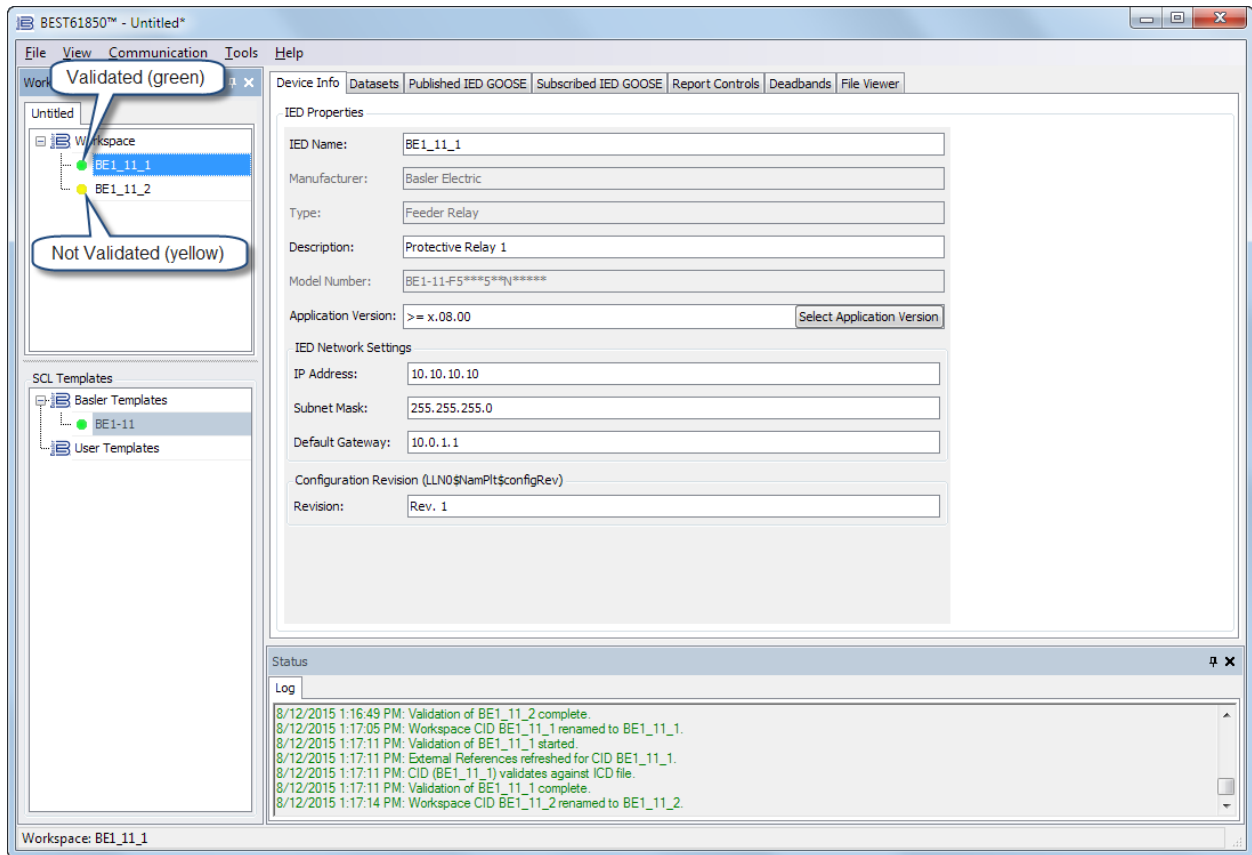 BEST61850™ - Untitled*
File View Communication Tools Help
Work
Validated (green)
Untitled
Workspace
BE1_11_1
BE1_11_2
Not Validated (yellow)
SCL Templates
Basler Templates
BE1-11
User Templates
Device Info Datasets Published IED GOOSE Subscribed IED GOOSE Report Controls Deadbands File Viewer
IED Properties
IED Name: BE1_11_1
Manufacturer: Basler Electric
Type: Feeder Relay
Description: Protective Relay 1
Model Number: BE1-11-F5***5**N*****
Application Version: >= x.08.00 Select Application Version
IED Network Settings
IP Address: 10.10.10.10
Subnet Mask: 255.255.255.0
Default Gateway: 10.0.1.1
Configuration Revision (LLN0$NamPlt$configRev)
Revision: Rev. 1
Status
Log
8/12/2015 1:16:49 PM: Validation of BE1_11_2 complete.
8/12/2015 1:17:05 PM: Workspace CID BE1_11_1 renamed to BE1_11_1.
8/12/2015 1:17:11 PM: Validation of BE1_11_1 started.
8/12/2015 1:17:11 PM: External References refreshed for CID BE1_11_1.
8/12/2015 1:17:11 PM: CID (BE1_11_1) validates against ICD file.
8/12/2015 1:17:11 PM: Validation of BE1_11_1 complete.
8/12/2015 1:17:14 PM: Workspace CID BE1_11_2 renamed to BE1_11_2.
Workspace: BE1_11_1